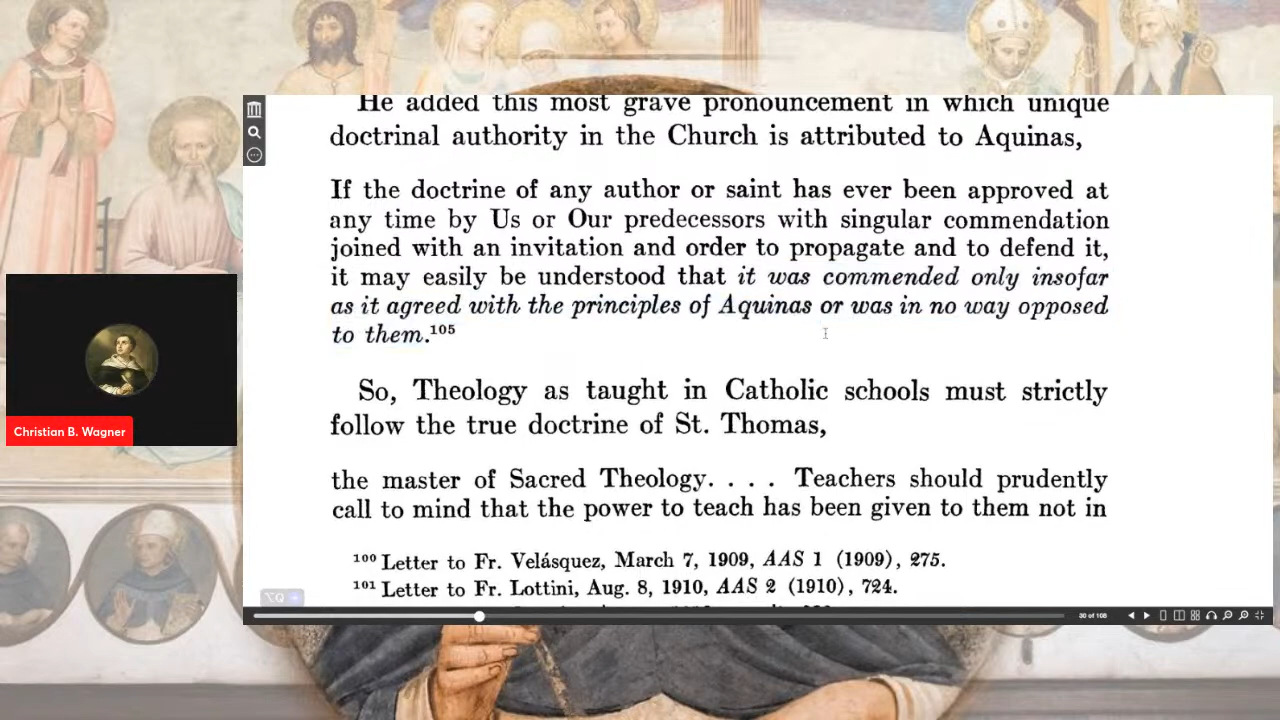 He added this most grave pronouncement in which unique
doctrinal authority in the Church is attributed to Aquinas,
If the doctrine of any author or saint has ever been approved at
any time by Us or Our predecessors with singular commendation
joined with an invitation and order to propagate and to defend it,
it may easily be understood that it was commended only insofar
as it agreed with the principles of Aquinas or was in no way opposed
to them.¹⁰⁵
So, Theology as taught in Catholic schools must strictly
follow the true doctrine of St. Thomas,
the master of Sacred Theology. . . . Teachers should prudently
call to mind that the power to teach has been given to them not in
¹⁰⁰ Letter to Fr. Velásquez, March 7, 1909, AAS 1 (1909), 275.
¹⁰¹ Letter to Fr. Lottini, Aug. 8, 1910, AAS 2 (1910), 724.
⌥Q
30 of 108
Christian B. Wagner